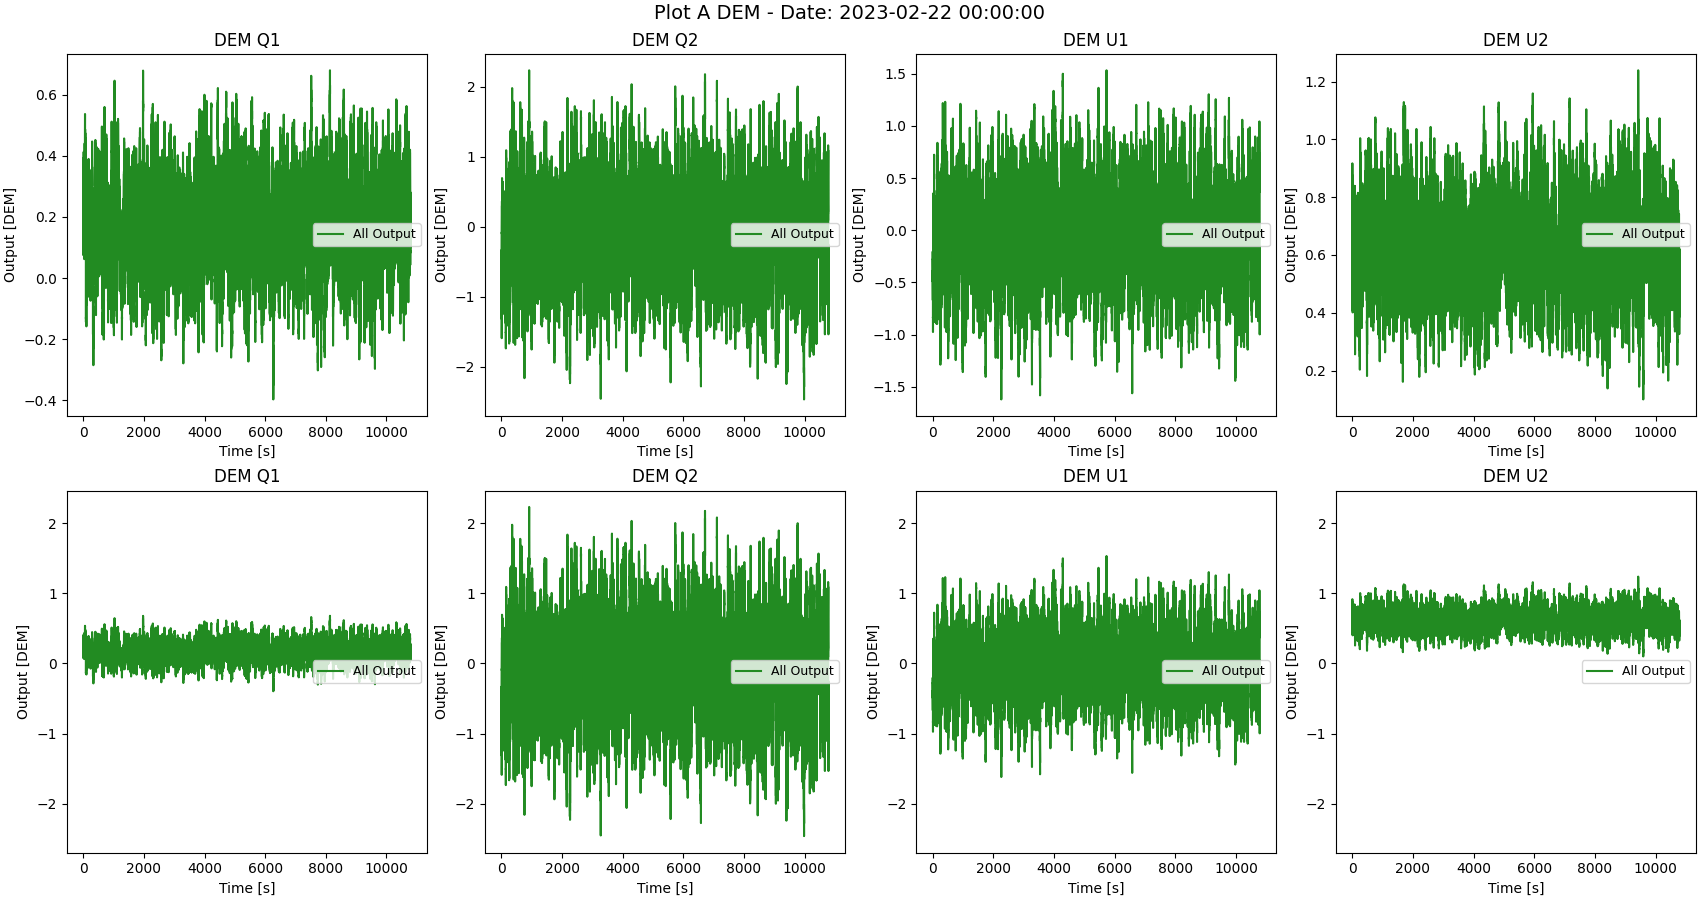 Plot A DEM - Date: 2023-02-22 00:00:00
DEM Q1
DEM Q2
DEM U1
DEM U2
Output [DEM]
0.6
0.4
0.2
0.0
−0.2
−0.4
All Output
0 2000 4000 6000 8000 10000
Time [s]
Output [DEM]
2
1
0
−1
−2
All Output
0 2000 4000 6000 8000 10000
Time [s]
Output [DEM]
1.5
1.0
0.5
0.0
−0.5
−1.0
−1.5
All Output
0 2000 4000 6000 8000 10000
Time [s]
Output [DEM]
1.2
1.0
0.8
0.6
0.4
0.2
All Output
0 2000 4000 6000 8000 10000
Time [s]
DEM Q1
DEM Q2
DEM U1
DEM U2
Output [DEM]
2
1
0
−1
−2
All Output
0 2000 4000 6000 8000 10000
Time [s]
Output [DEM]
2
1
0
−1
−2
All Output
0 2000 4000 6000 8000 10000
Time [s]
Output [DEM]
2
1
0
−1
−2
All Output
0 2000 4000 6000 8000 10000
Time [s]
Output [DEM]
2
1
0
−1
−2
All Output
0 2000 4000 6000 8000 10000
Time [s]